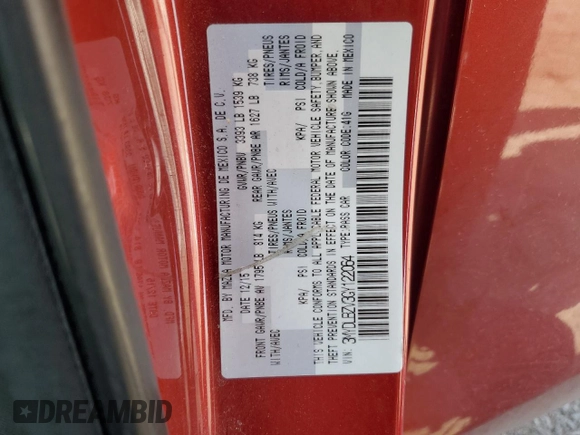 MFD. BY MAZDA MOTOR MANUFACTURING DE MEXICO S.A. DE C.V.
DATE 12/15 GVWR/PNBV 3393 LB 1539 KG
FRONT GAWR/PNBE AV 1795 LB 814 KG REAR GAWR/PNBE AR 1627 LB 738 KG
WITH/AVEC TIRES/PNEUS WITH/AVEC TIRES/PNEUS
RIMS/JANTES RIMS/JANTES
KPA/ PSI COLD/A FROID KPA/ PSI COLD/A FROID
THIS VEHICLE CONFORMS TO ALL APPLICABLE FEDERAL MOTOR VEHICLE SAFETY, BUMPER, AND
THEFT PREVENTION STANDARDS IN EFFECT ON THE DATE OF MANUFACTURE SHOWN ABOVE.
VIN: 3MYDLBZV3GY122064 TYPE:PASS CAR COLOR CODE:41G MADE IN MEXICO
DREAMBID